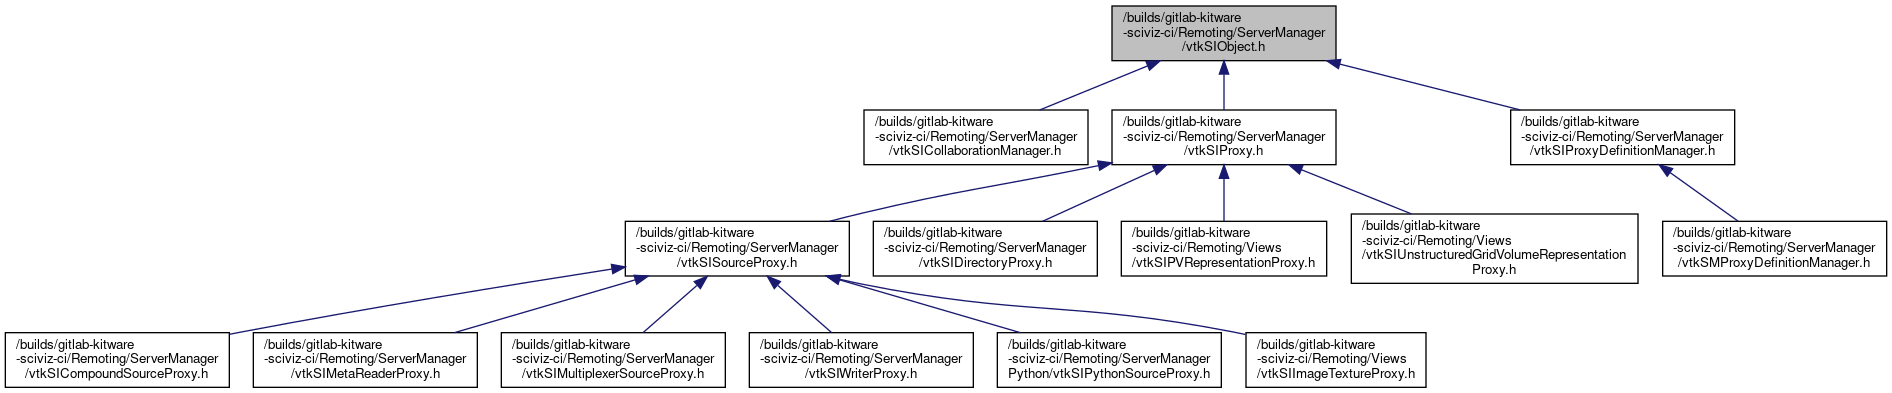 /builds/gitlab-kitware
-sciviz-ci/Remoting/ServerManager
/vtkSIObject.h
/builds/gitlab-kitware
-sciviz-ci/Remoting/ServerManager
/vtkSICollaborationManager.h
/builds/gitlab-kitware
-sciviz-ci/Remoting/ServerManager
/vtkSIProxy.h
/builds/gitlab-kitware
-sciviz-ci/Remoting/ServerManager
/vtkSIProxyDefinitionManager.h
/builds/gitlab-kitware
-sciviz-ci/Remoting/ServerManager
/vtkSISourceProxy.h
/builds/gitlab-kitware
-sciviz-ci/Remoting/ServerManager
/vtkSIDirectoryProxy.h
/builds/gitlab-kitware
-sciviz-ci/Remoting/Views
/vtkSIPVRepresentationProxy.h
/builds/gitlab-kitware
-sciviz-ci/Remoting/Views
/vtkSIUnstructuredGridVolumeRepresentation
Proxy.h
/builds/gitlab-kitware
-sciviz-ci/Remoting/ServerManager
/vtkSMProxyDefinitionManager.h
/builds/gitlab-kitware
-sciviz-ci/Remoting/ServerManager
/vtkSICompoundSourceProxy.h
/builds/gitlab-kitware
-sciviz-ci/Remoting/ServerManager
/vtkSIMetaReaderProxy.h
/builds/gitlab-kitware
-sciviz-ci/Remoting/ServerManager
/vtkSIMultiplexerSourceProxy.h
/builds/gitlab-kitware
-sciviz-ci/Remoting/ServerManager
/vtkSIWriterProxy.h
/builds/gitlab-kitware
-sciviz-ci/Remoting/ServerManager
Python/vtkSIPythonSourceProxy.h
/builds/gitlab-kitware
-sciviz-ci/Remoting/Views
/vtkSIImageTextureProxy.h